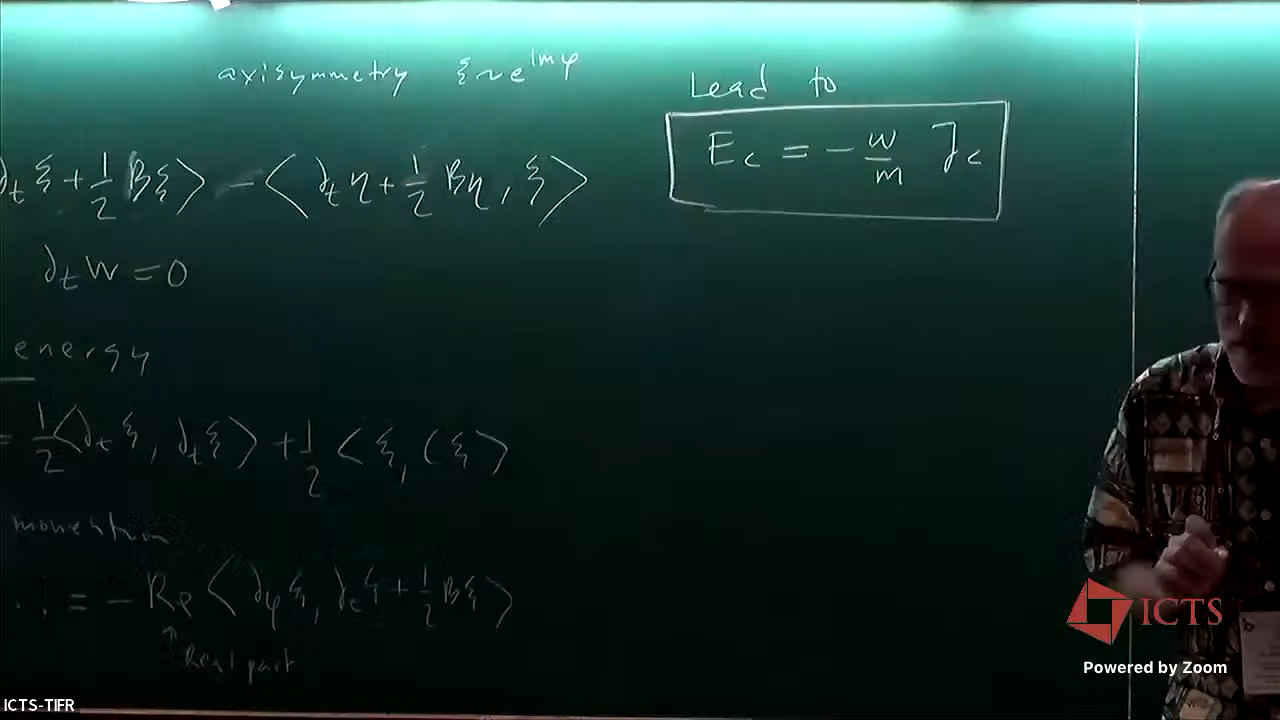 axisymmetry ξ ~ e^{imφ}
∂_t ξ + 1/2 Bξ⟩ − ⟨∂_t η + 1/2 Bη, ξ⟩
∂_t W = 0
energy
= 1/2 ⟨∂_t ξ, ∂_t ξ⟩ + 1/2 ⟨ξ, Cξ⟩
momentum
= − Re ⟨∂_φ ξ, ∂_t ξ + 1/2 Bξ⟩
↑
Real part
Lead to
E_c = − ω/m J_c
ICTS
Powered by Zoom
ICTS-TIFR